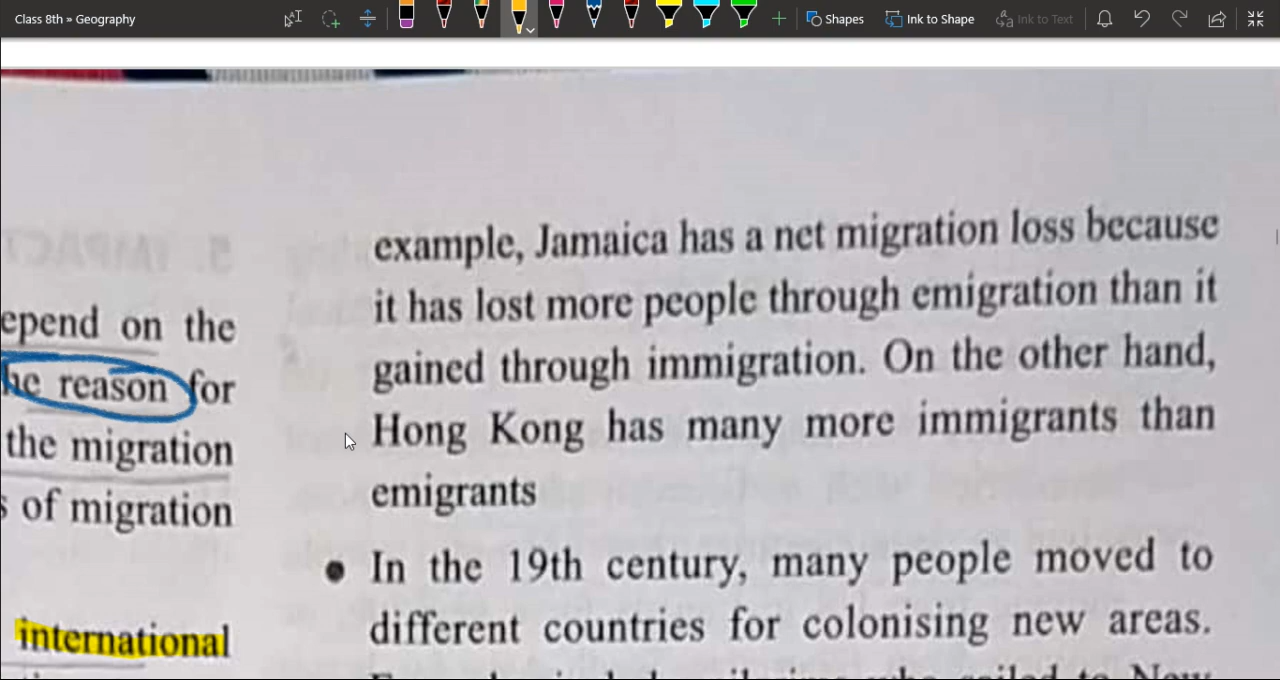 Class 8th » Geography
Shapes
Ink to Shape
Ink to Text
epend on the
he reason for
the migration
s of migration
international
example, Jamaica has a net migration loss because
it has lost more people through emigration than it
gained through immigration. On the other hand,
Hong Kong has many more immigrants than
emigrants
• In the 19th century, many people moved to
different countries for colonising new areas.